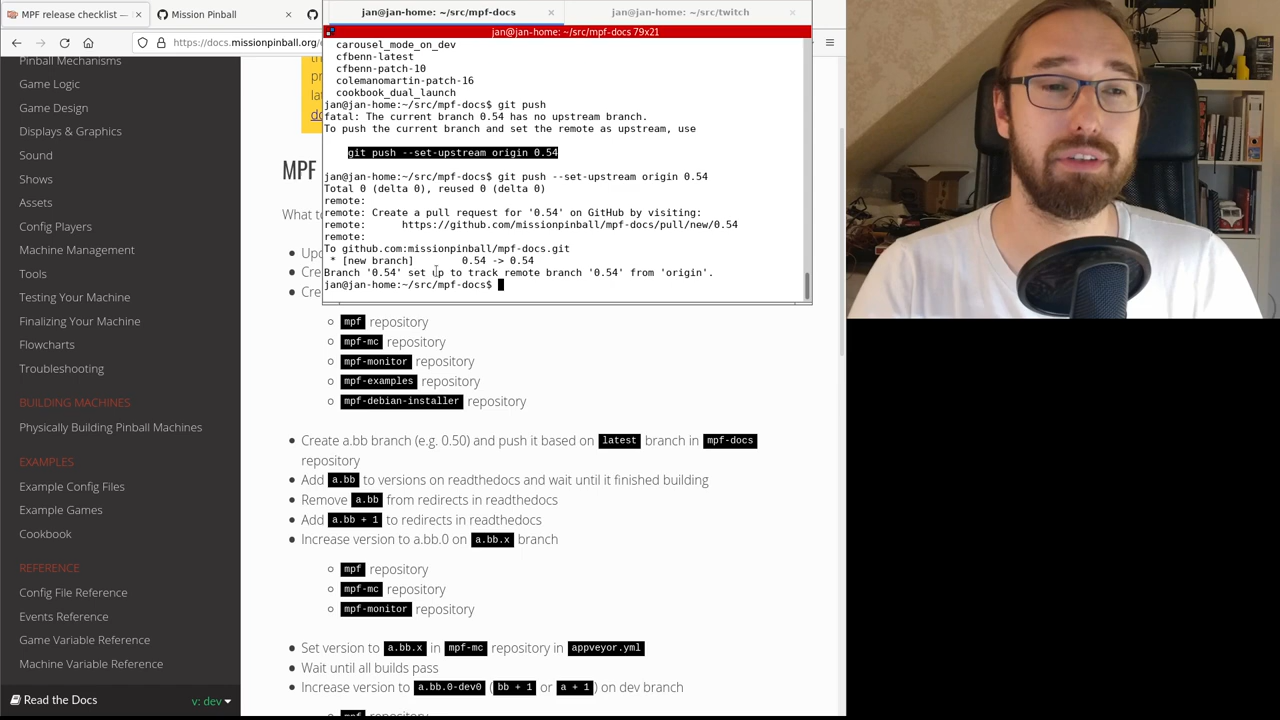 MPF release checklist —
Mission Pinball
https://docs.missionpinball.org/
jan@jan-home: ~/src/mpf-docs
jan@jan-home: ~/src/twitch
jan@jan-home: ~/src/mpf-docs 79x21
carousel_mode_on_dev
cfbenn-latest
cfbenn-patch-10
colemanomartin-patch-16
cookbook_dual_launch
jan@jan-home:~/src/mpf-docs$ git push
fatal: The current branch 0.54 has no upstream branch.
To push the current branch and set the remote as upstream, use
git push --set-upstream origin 0.54
jan@jan-home:~/src/mpf-docs$ git push --set-upstream origin 0.54
Total 0 (delta 0), reused 0 (delta 0)
remote:
remote: Create a pull request for '0.54' on GitHub by visiting:
remote: https://github.com/missionpinball/mpf-docs/pull/new/0.54
remote:
To github.com:missionpinball/mpf-docs.git
* [new branch] 0.54 -> 0.54
Branch '0.54' set up to track remote branch '0.54' from 'origin'.
jan@jan-home:~/src/mpf-docs$
Pinball Mechanisms
Game Logic
Game Design
Displays & Graphics
Sound
Shows
Assets
Config Players
Machine Management
Tools
Testing Your Machine
Finalizing Your Machine
Flowcharts
Troubleshooting
BUILDING MACHINES
Physically Building Pinball Machines
EXAMPLES
Example Config Files
Example Games
Cookbook
REFERENCE
Config File Reference
Events Reference
Game Variable Reference
Machine Variable Reference
Read the Docs
v: dev
MPF
mpf repository
mpf-mc repository
mpf-monitor repository
mpf-examples repository
mpf-debian-installer repository
Create a.bb branch (e.g. 0.50) and push it based on latest branch in mpf-docs
repository
Add a.bb to versions on readthedocs and wait until it finished building
Remove a.bb from redirects in readthedocs
Add a.bb + 1 to redirects in readthedocs
Increase version to a.bb.0 on a.bb.x branch
mpf repository
mpf-mc repository
mpf-monitor repository
Set version to a.bb.x in mpf-mc repository in appveyor.yml
Wait until all builds pass
Increase version to a.bb.0-dev0 ( bb + 1 or a + 1 ) on dev branch